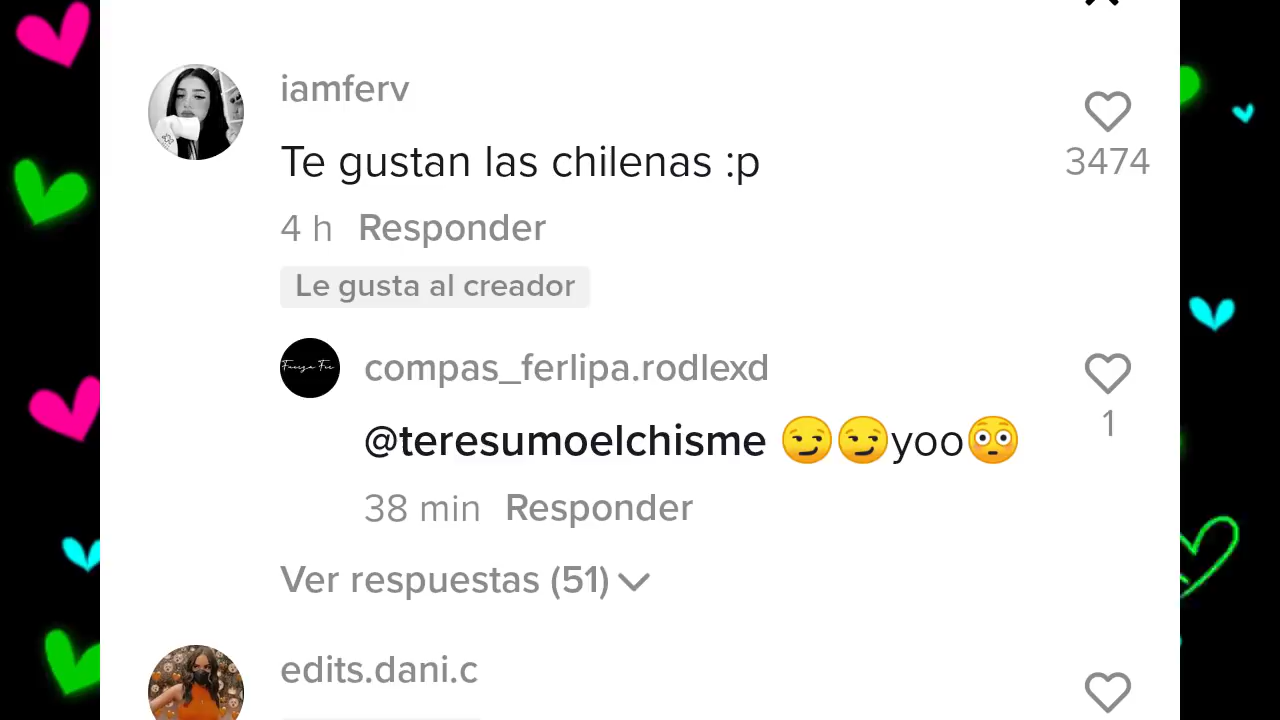 iamferv
Te gustan las chilenas :p
3474
4 h Responder
Le gusta al creador
compas_ferlipa.rodlexd
@teresumoelchisme 😏😏yoo😳
1
38 min Responder
Ver respuestas (51)
edits.dani.c